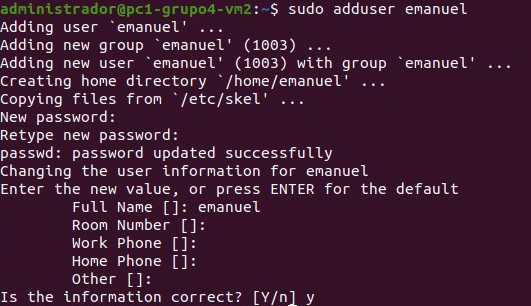 administrador@pc1-grupo4-vm2:~$ sudo adduser emanuel
Adding user `emanuel' ...
Adding new group `emanuel' (1003) ...
Adding new user `emanuel' (1003) with group `emanuel' ...
Creating home directory `/home/emanuel' ...
Copying files from `/etc/skel' ...
New password:
Retype new password:
passwd: password updated successfully
Changing the user information for emanuel
Enter the new value, or press ENTER for the default
        Full Name []: emanuel
        Room Number []:
        Work Phone []:
        Home Phone []:
        Other []:
Is the information correct? [Y/n] y